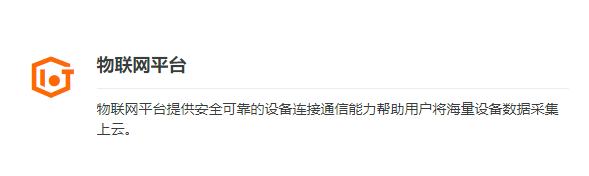 IOT
物联网平台
物联网平台提供安全可靠的设备连接通信能力帮助用户将海量设备数据采集
上云。